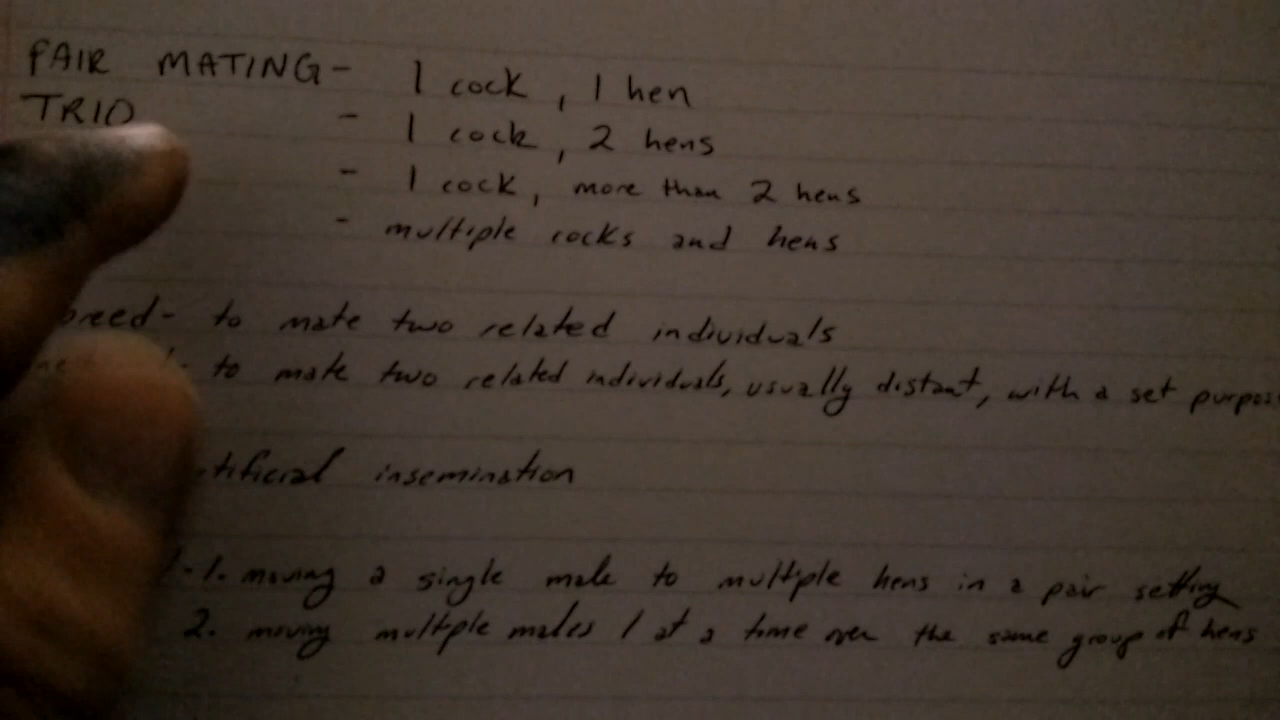 PAIR MATING - 1 cock, 1 hen
TRIO - 1 cock, 2 hens
- 1 cock, more than 2 hens
- multiple cocks and hens
breed - to mate two related individuals
- to mate two related individuals, usually distant, with a set purpos
tificial insemination
- 1. moving a single male to multiple hens in a pair setting
2. moving multiple males 1 at a time over the same group of hens